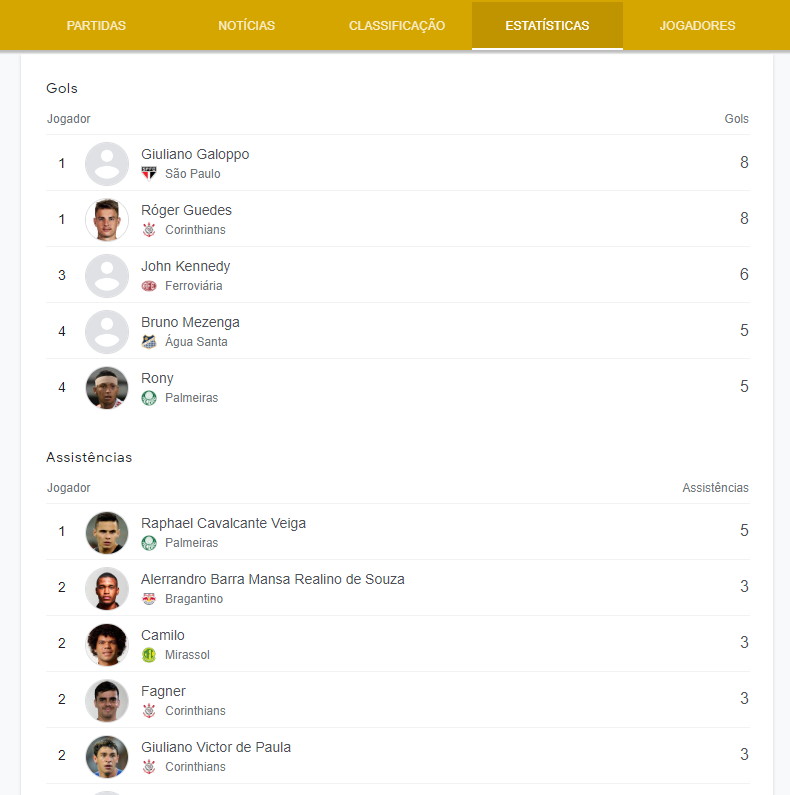 PARTIDAS NOTÍCIAS CLASSIFICAÇÃO ESTATÍSTICAS JOGADORES
Gols
Jogador Gols
1 Giuliano Galoppo 8
São Paulo
1 Róger Guedes 8
Corinthians
3 John Kennedy 6
Ferroviária
4 Bruno Mezenga 5
Água Santa
4 Rony 5
Palmeiras
Assistências
Jogador Assistências
1 Raphael Cavalcante Veiga 5
Palmeiras
2 Alerrandro Barra Mansa Realino de Souza 3
Bragantino
2 Camilo 3
Mirassol
2 Fagner 3
Corinthians
2 Giuliano Victor de Paula 3
Corinthians